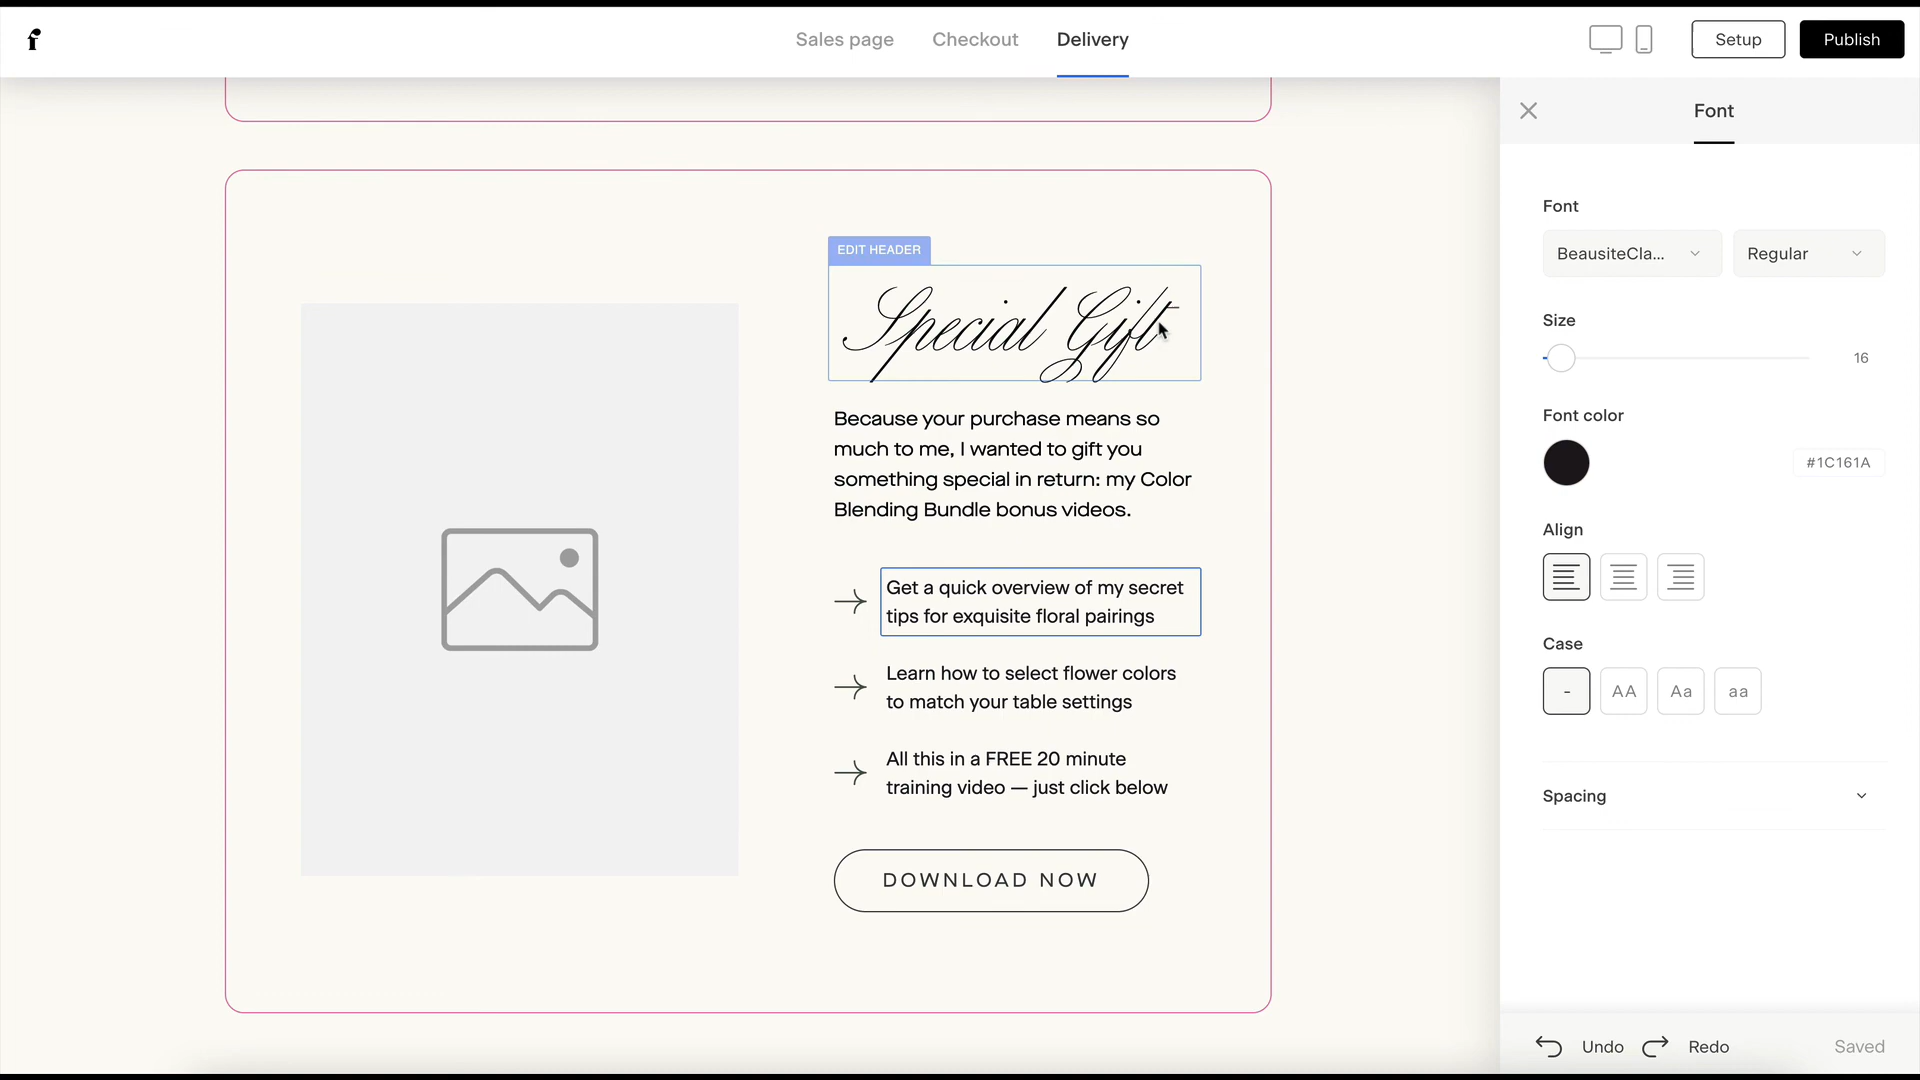 f
Sales page
Checkout
Delivery
Setup
Publish
EDIT HEADER
Special Gift
Because your purchase means so
much to me, I wanted to gift you
something special in return: my Color
Blending Bundle bonus videos.
Get a quick overview of my secret
tips for exquisite floral pairings
Learn how to select flower colors
to match your table settings
All this in a FREE 20 minute
training video — just click below
DOWNLOAD NOW
Font
Font
BeausiteCla...
Regular
Size
16
Font color
#1C161A
Align
Case
-
AA
Aa
aa
Spacing
Undo
Redo
Saved